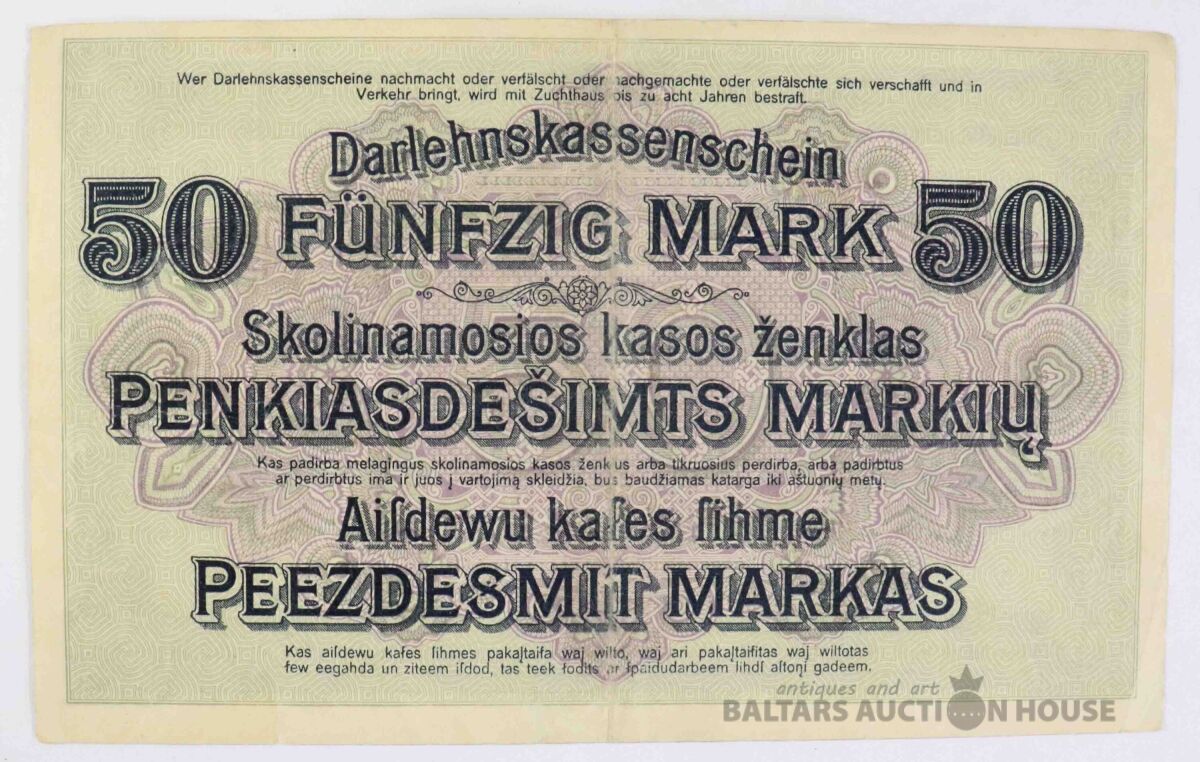 Wer Darlehnskassenscheine nachmacht oder verfälscht oder nachgemachte oder verfälschte sich verschafft und in
Verkehr bringt, wird mit Zuchthaus bis zu acht Jahren bestraft.
Darlehnskassenschein
50 FÜNFZIG MARK 50
Skolinamosios kasos ženklas
PENKIASDEŠIMTS MARKIŲ
Kas padirba melagingus skolinamosios kasos ženklus arba tikruosius perdirba, arba padirbtus
ar perdirbtus ima ir juos į vartojimą skleidžia, bus baudžiamas katarga iki aštuonių metų.
Aiſdewu kaſes ſihme
PEEZDESMIT MARKAS
Kas aiſdewu kaſes ſihmes pakaļtaiſa waj wilto, waj ari pakaļtaiſitas waj wiltotas
ſew eegahda un ziteem iſdod, tas teek ſodits ar ſpaidudarbeem lihdſ aſtoņi gadeem.
antiques and art
BALTARS AUCTION HOUSE